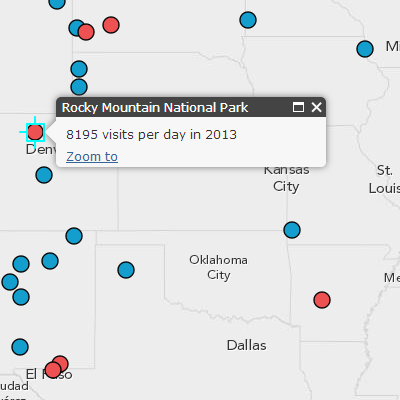 Mi
Rocky Mountain National Park
8195 visits per day in 2013
Zoom to
Denv
Kansas
City
St.
Louis
Oklahoma
City
Me
Dallas
El Paso
udad